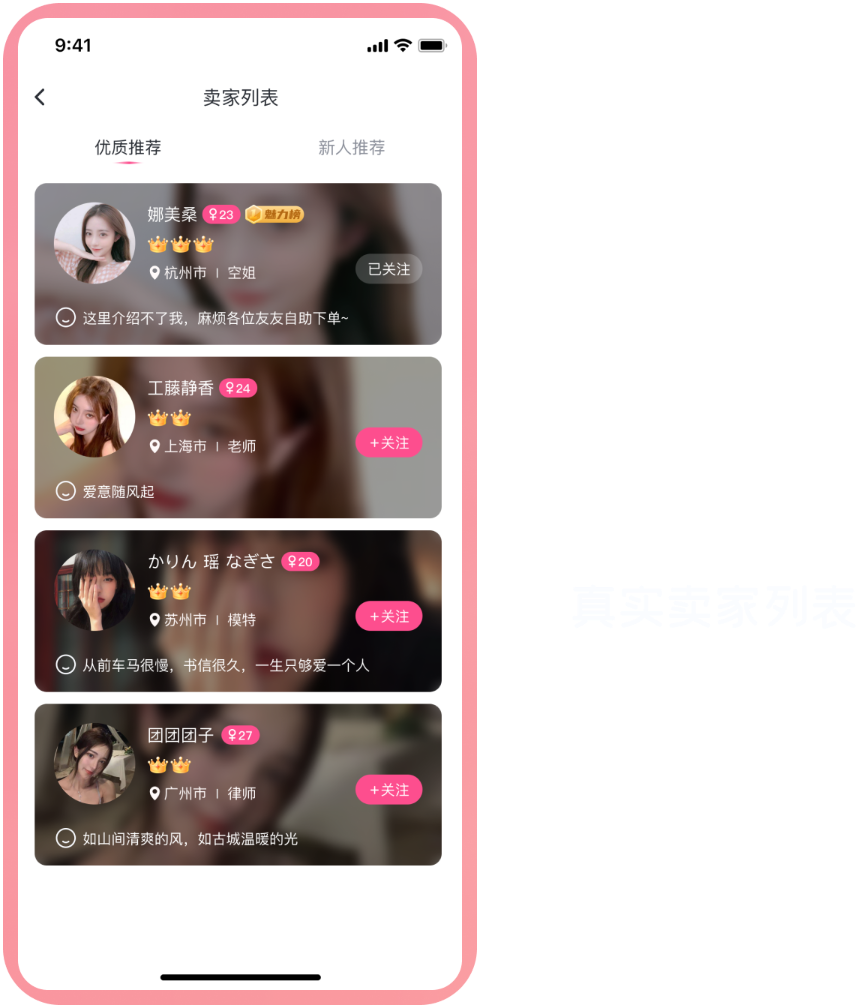 9:41
卖家列表
优质推荐
新人推荐
娜美桑 ♀23 魅力榜
杭州市 | 空姐
已关注
这里介绍不了我，麻烦各位友友自助下单~
工藤静香 ♀24
上海市 | 老师
+关注
爱意随风起
かりん 瑶 なぎさ ♀20
苏州市 | 模特
+关注
从前车马很慢，书信很久，一生只够爱一个人
团团团子 ♀27
广州市 | 律师
+关注
如山间清爽的风，如古城温暖的光
真实卖家列表